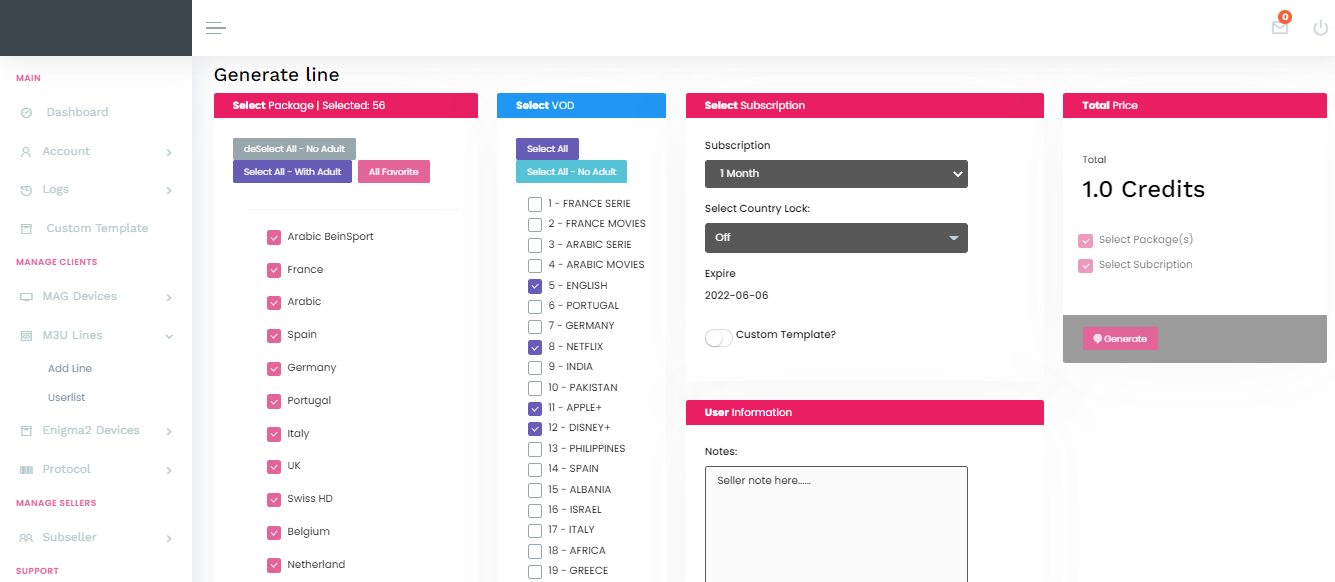 0
MAIN
Dashboard
Account
Logs
Custom Template
MANAGE CLIENTS
MAG Devices
M3U Lines
Add Line
Userlist
Enigma2 Devices
Protocol
MANAGE SELLERS
Subseller
SUPPORT
Generate line
Select Package | Selected: 56
deSelect All - No Adult
Select All - With Adult
All Favorite
Arabic BeinSport
France
Arabic
Spain
Germany
Portugal
Italy
UK
Swiss HD
Belgium
Netherland
Select VOD
Select All
Select All - No Adult
1 - FRANCE SERIE
2 - FRANCE MOVIES
3 - ARABIC SERIE
4 - ARABIC MOVIES
5 - ENGLISH
6 - PORTUGAL
7 - GERMANY
8 - NETFLIX
9 - INDIA
10 - PAKISTAN
11 - APPLE+
12 - DISNEY+
13 - PHILIPPINES
14 - SPAIN
15 - ALBANIA
16 - ISRAEL
17 - ITALY
18 - AFRICA
19 - GREECE
Select Subscription
Subscription
1 Month
Select Country Lock:
Off
Expire
2022-06-06
Custom Template?
User Information
Notes:
Seller note here......
Total Price
Total
1.0 Credits
Select Package(s)
Select Subcription
Generate